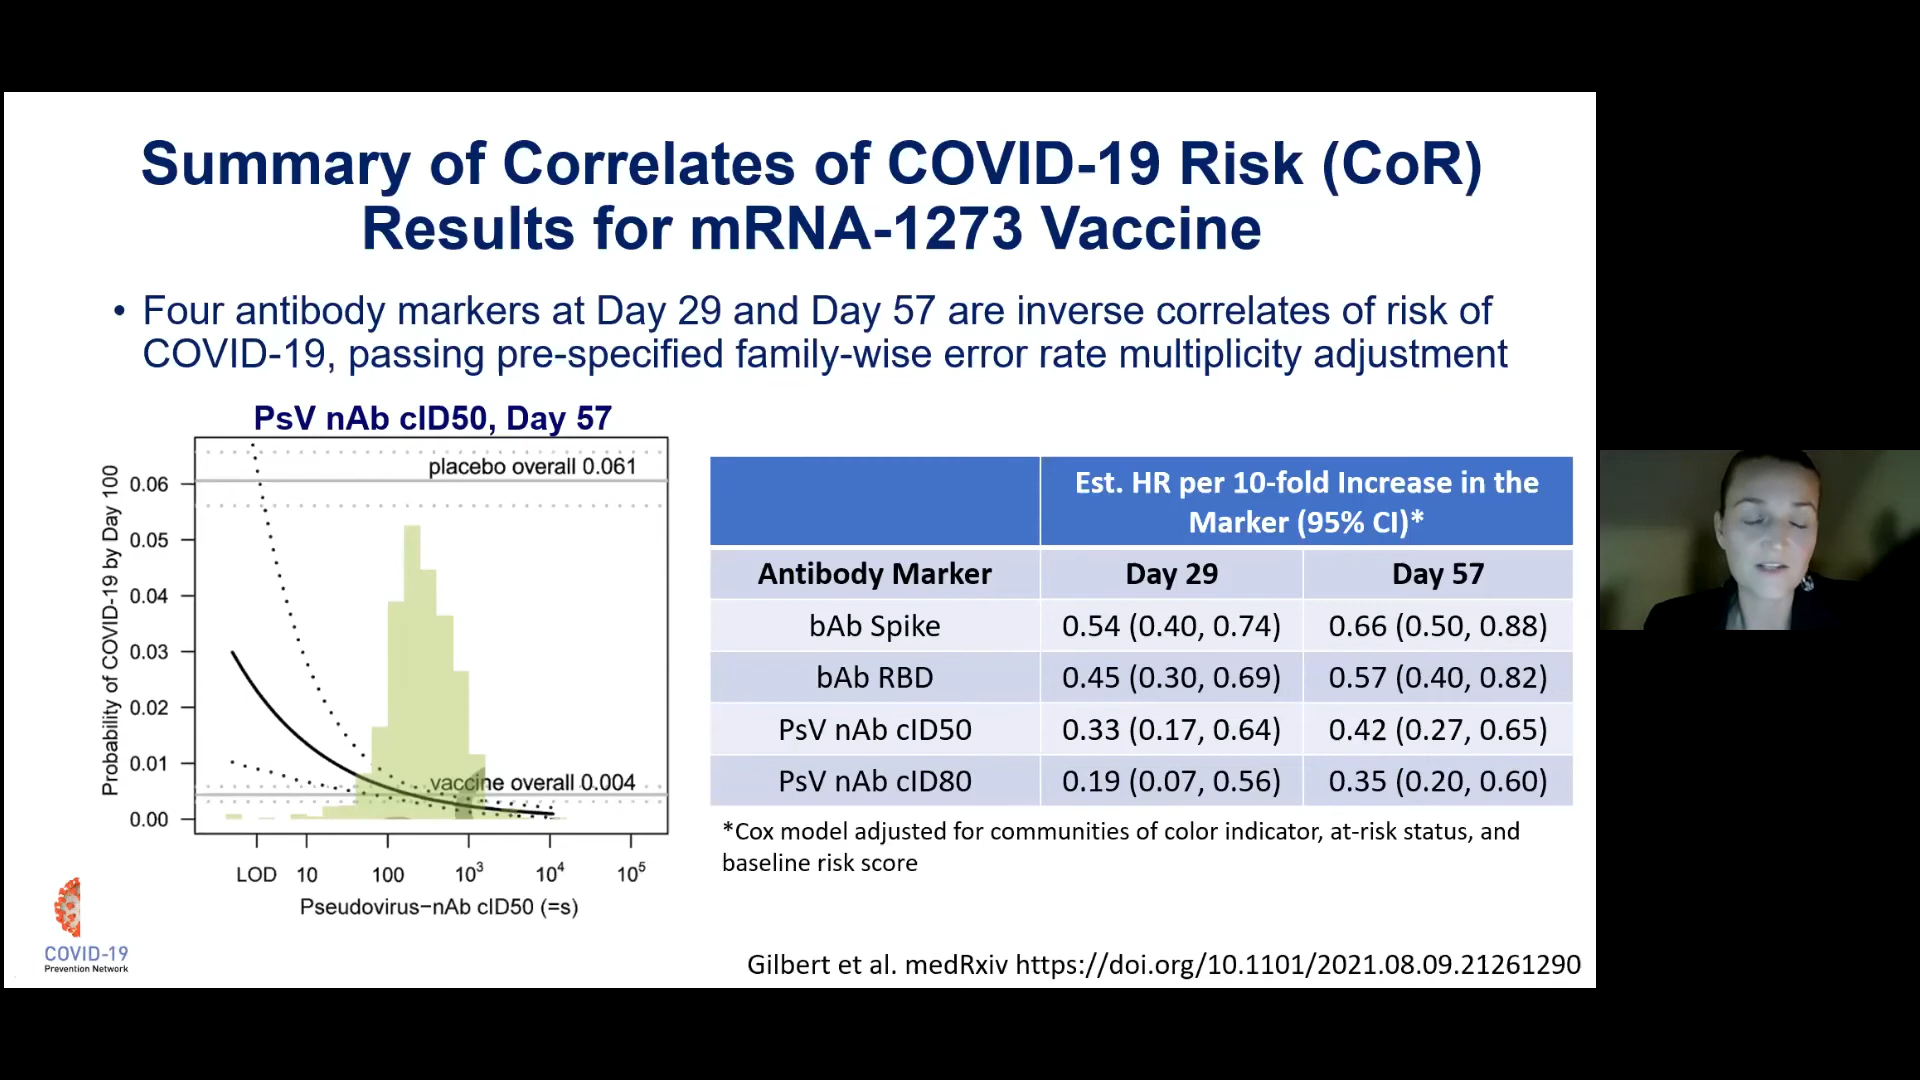 Summary of Correlates of COVID-19 Risk (CoR)
Results for mRNA-1273 Vaccine
• Four antibody markers at Day 29 and Day 57 are inverse correlates of risk of
COVID-19, passing pre-specified family-wise error rate multiplicity adjustment
PsV nAb cID50, Day 57
Probability of COVID-19 by Day 100
0.06
0.05
0.04
0.03
0.02
0.01
0.00
placebo overall 0.061
vaccine overall 0.004
LOD 10 100 10³ 10⁴ 10⁵
Pseudovirus−nAb cID50 (=s)
Est. HR per 10-fold Increase in the
Marker (95% CI)*
Antibody Marker Day 29 Day 57
bAb Spike 0.54 (0.40, 0.74) 0.66 (0.50, 0.88)
bAb RBD 0.45 (0.30, 0.69) 0.57 (0.40, 0.82)
PsV nAb cID50 0.33 (0.17, 0.64) 0.42 (0.27, 0.65)
PsV nAb cID80 0.19 (0.07, 0.56) 0.35 (0.20, 0.60)
*Cox model adjusted for communities of color indicator, at-risk status, and
baseline risk score
COVID-19
Prevention Network
Gilbert et al. medRxiv https://doi.org/10.1101/2021.08.09.21261290